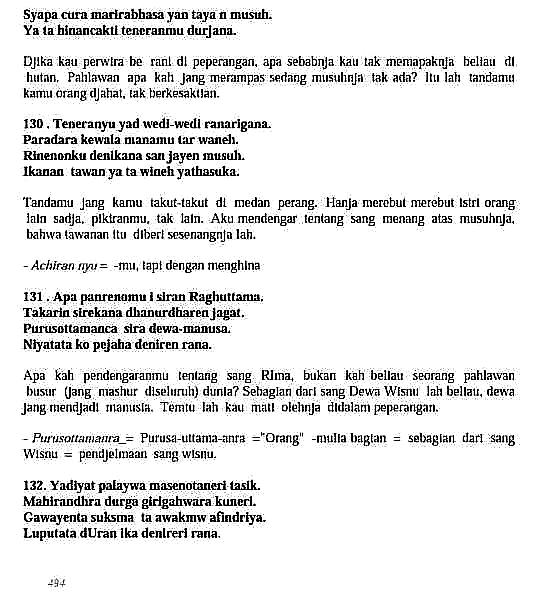 Syapa cura marirabhasa yan taya n musuh.
Ya ta hinancakti teneranmu durjana.
Djika kau perwira be rani di peperangan, apa sebabnja kau tak memapaknja beliau di
hutan. Pahlawan apa kah jang merampas sedang musuhnja tak ada? Itu lah tandamu
kamu orang djahat, tak berkesaktian.
130 . Teneranyu yad wedi-wedi ranarigana.
Paradara kewala manamu tar waneh.
Rinenonku denikana san jayen musuh.
Ikanan tawan ya ta wineh yathasuka.
Tandamu jang kamu takut-takut di medan perang. Hanja merebut merebut istri orang
lain sadja, pikiranmu, tak lain. Aku mendengar tentang sang menang atas musuhnja,
bahwa tawanan itu diberi sesenangnja lah.
- Achiran nyu = -mu, tapi dengan menghina
131 . Apa panrenomu i siran Raghuttama.
Takarin sirekana dhanurdharen jagat.
Purusottamanca sira dewa-manusa.
Niyatata ko pejaha deniren rana.
Apa kah pendengaranmu tentang sang RIma, bukan kah beliau seorang pahlawan
busur (jang mashur diseluruh) dunia? Sebagian dari sang Dewa Wisnu lah beliau, dewa
jang mendjadi manusia. Temtu lah kau mati olehnja didalam peperangan.
- Purusottamanra = Purusa-uttama-anra ="Orang" -mulia bagian = sebagian dari sang
Wisnu = pendjelmaan sang wisnu.
132. Yadiyat palaywa masenotaneri tasik.
Mahirandhra durga girigahwara kuneri.
Gawayenta suksma ta awakmw afindriya.
Luputata dUran ika denireri rana.
494